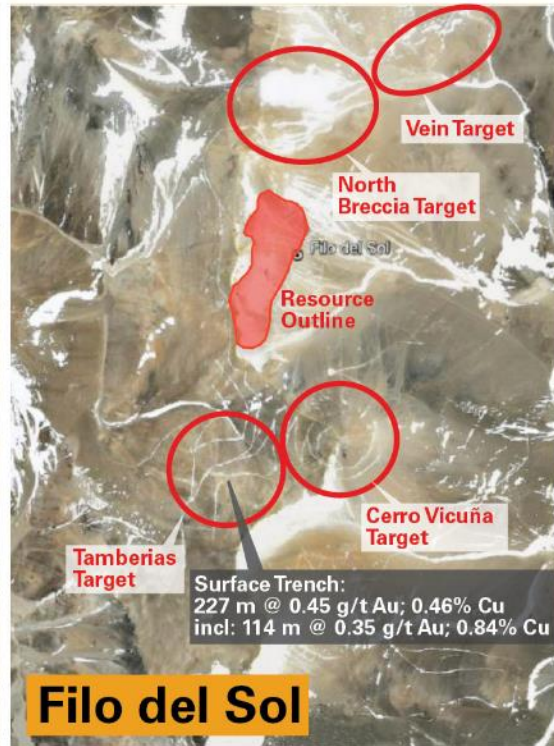 Vein Target
North
Breccia Target
Filo del Sol
Resource
Outline
Cerro Vicuña
Target
Tamberias
Target
Surface Trench:
227 m @ 0.45 g/t Au; 0.46% Cu
incl: 114 m @ 0.35 g/t Au; 0.84% Cu
Filo del Sol